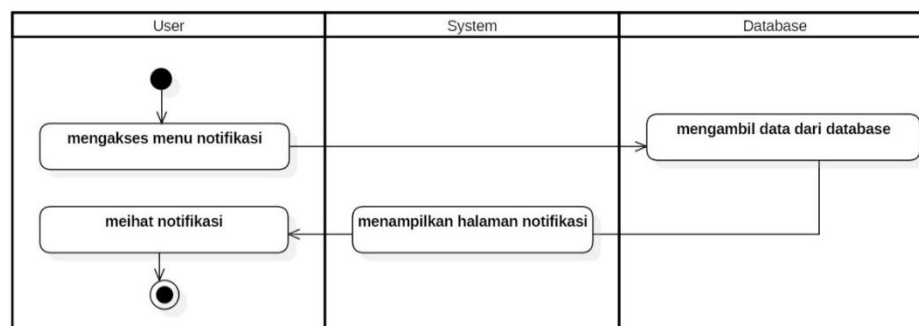 User
System
Database
mengakses menu notifikasi
mengambil data dari database
meihat notifikasi
menampilkan halaman notifikasi